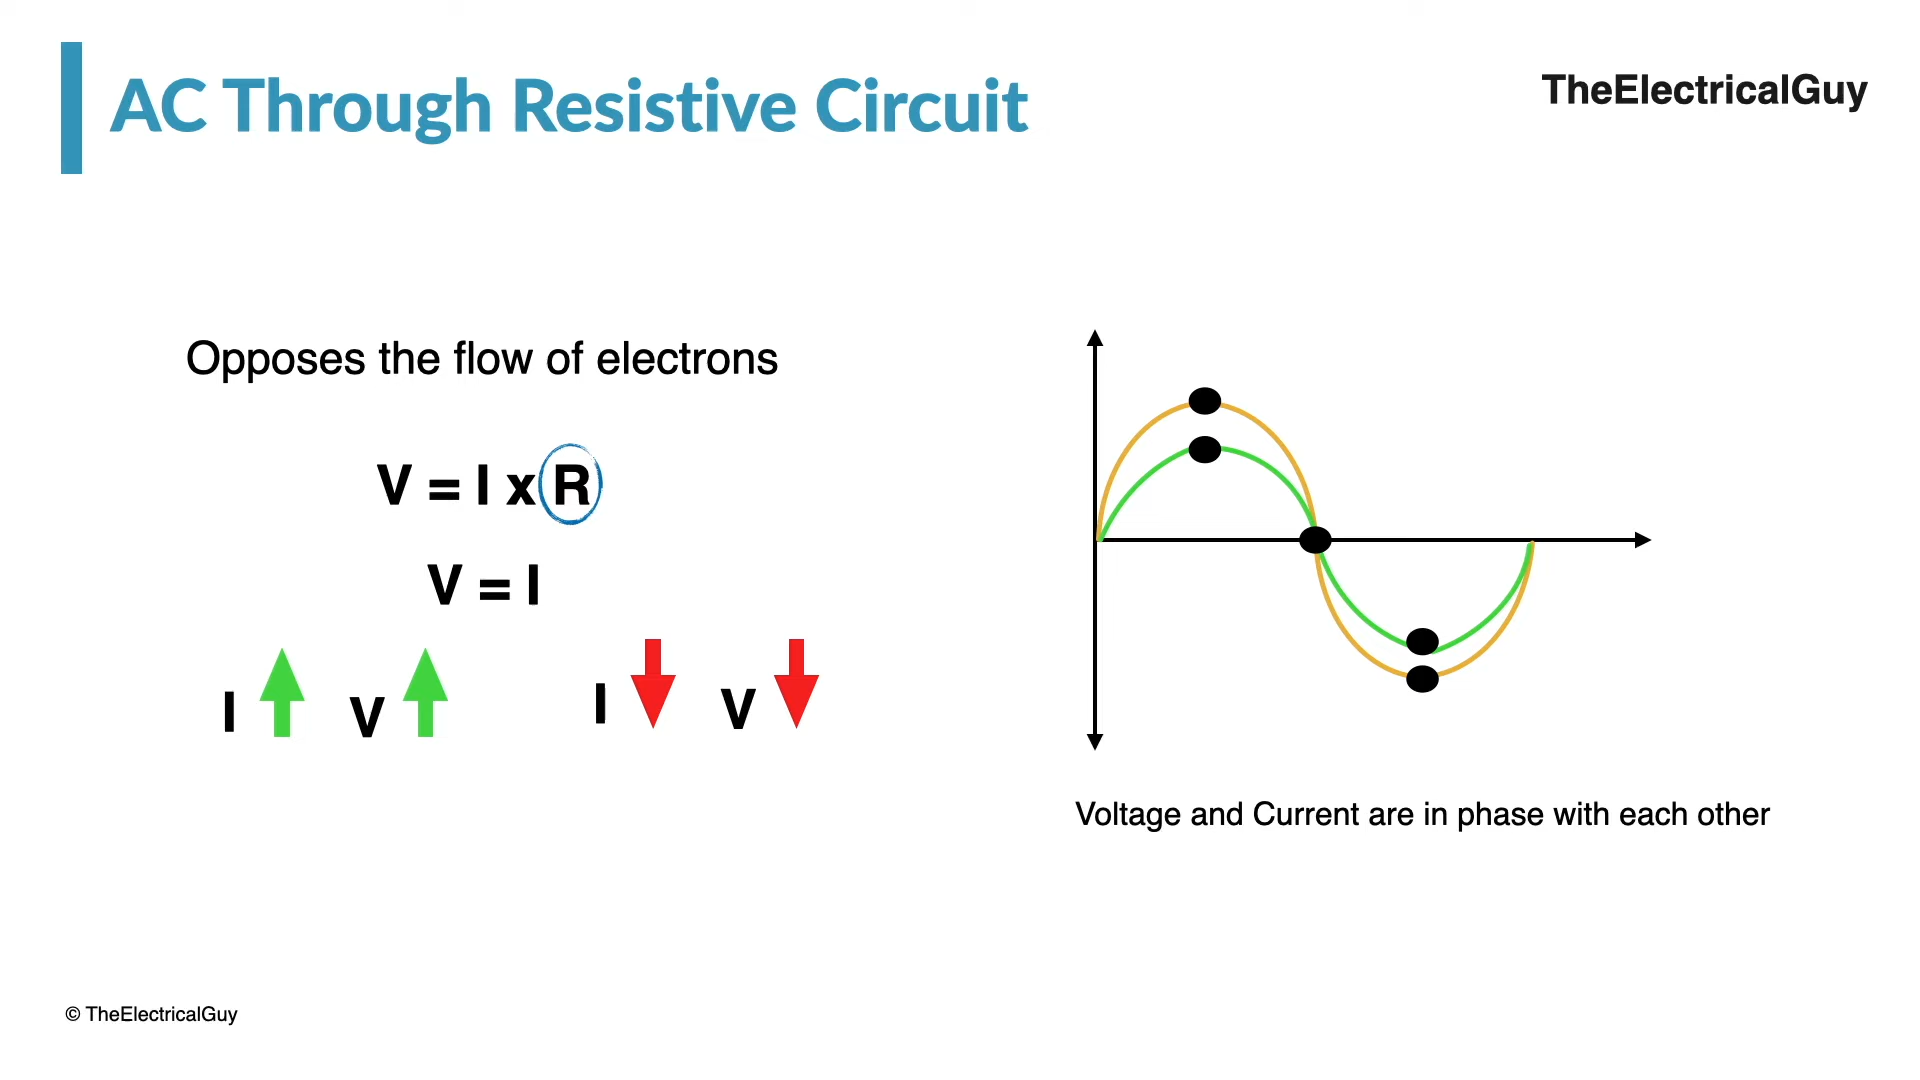 AC Through Resistive Circuit
TheElectricalGuy
Opposes the flow of electrons
V = I x R
V = I
I V I V
Voltage and Current are in phase with each other
© TheElectricalGuy